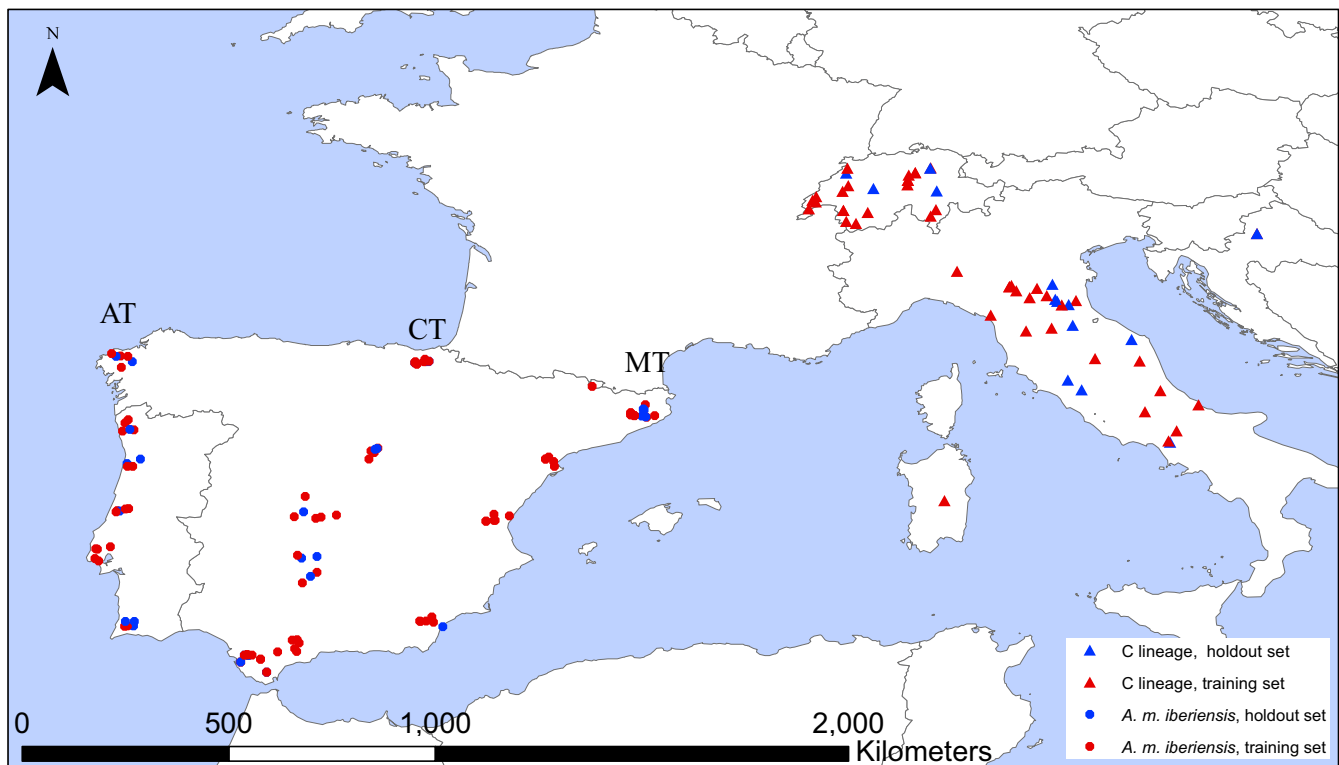 N
AT
CT
MT
C lineage, holdout set
C lineage, training set
A. m. iberiensis, holdout set
A. m. iberiensis, training set
0 500 1,000 2,000
Kilometers